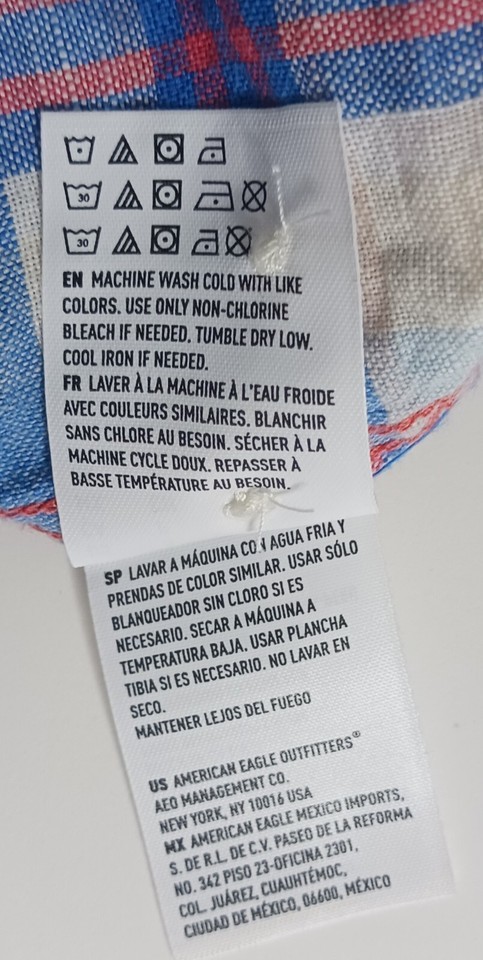 30
30
EN MACHINE WASH COLD WITH LIKE
COLORS. USE ONLY NON-CHLORINE
BLEACH IF NEEDED. TUMBLE DRY LOW.
COOL IRON IF NEEDED.
FR LAVER À LA MACHINE À L'EAU FROIDE
AVEC COULEURS SIMILAIRES. BLANCHIR
SANS CHLORE AU BESOIN. SÉCHER À LA
MACHINE CYCLE DOUX. REPASSER À
BASSE TEMPÉRATURE AU BESOIN.
SP LAVAR A MÁQUINA CON AGUA FRIA Y
PRENDAS DE COLOR SIMILAR. USAR SÓLO
BLANQUEADOR SIN CLORO SI ES
NECESARIO. SECAR A MÁQUINA A
TEMPERATURA BAJA. USAR PLANCHA
TIBIA SI ES NECESARIO. NO LAVAR EN
SECO.
MANTENER LEJOS DEL FUEGO
US AMERICAN EAGLE OUTFITTERS®
AEO MANAGEMENT CO.
NEW YORK, NY 10016 USA
MX AMERICAN EAGLE MEXICO IMPORTS,
S. DE R.L. DE C.V. PASEO DE LA REFORMA
NO. 342 PISO 23-OFICINA 2301,
COL. JUÁREZ, CUAUHTÉMOC,
CIUDAD DE MÉXICO, 06600, MÉXICO